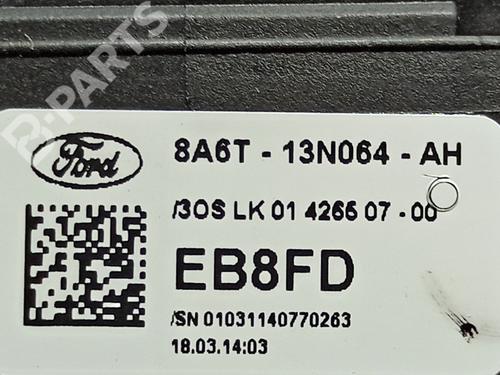 B-PARTS
Ford
8A6T - 13N064 - AH
/3OS LK 01 4266 07 - 00
EB8FD
/SN 01031140770263
18.03.14:03